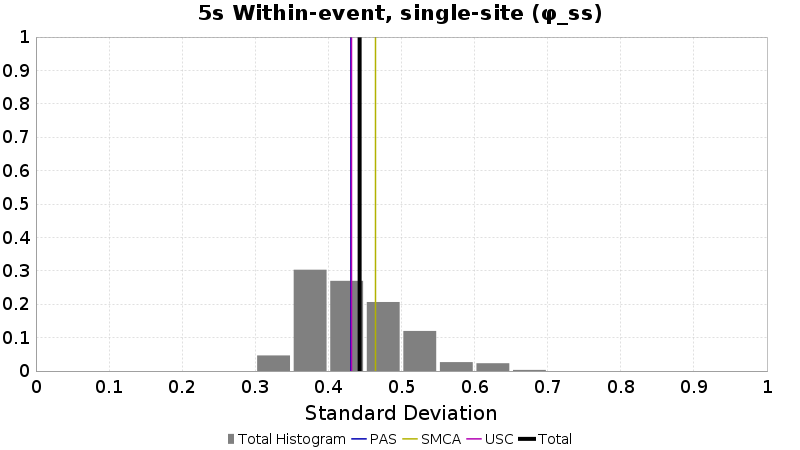 5s Within-event, single-site (φ_ss)
1
0.9
0.8
0.7
0.6
0.5
0.4
0.3
0.2
0.1
0
0 0.1 0.2 0.3 0.4 0.5 0.6 0.7 0.8 0.9 1
Standard Deviation
Total Histogram PAS SMCA USC Total